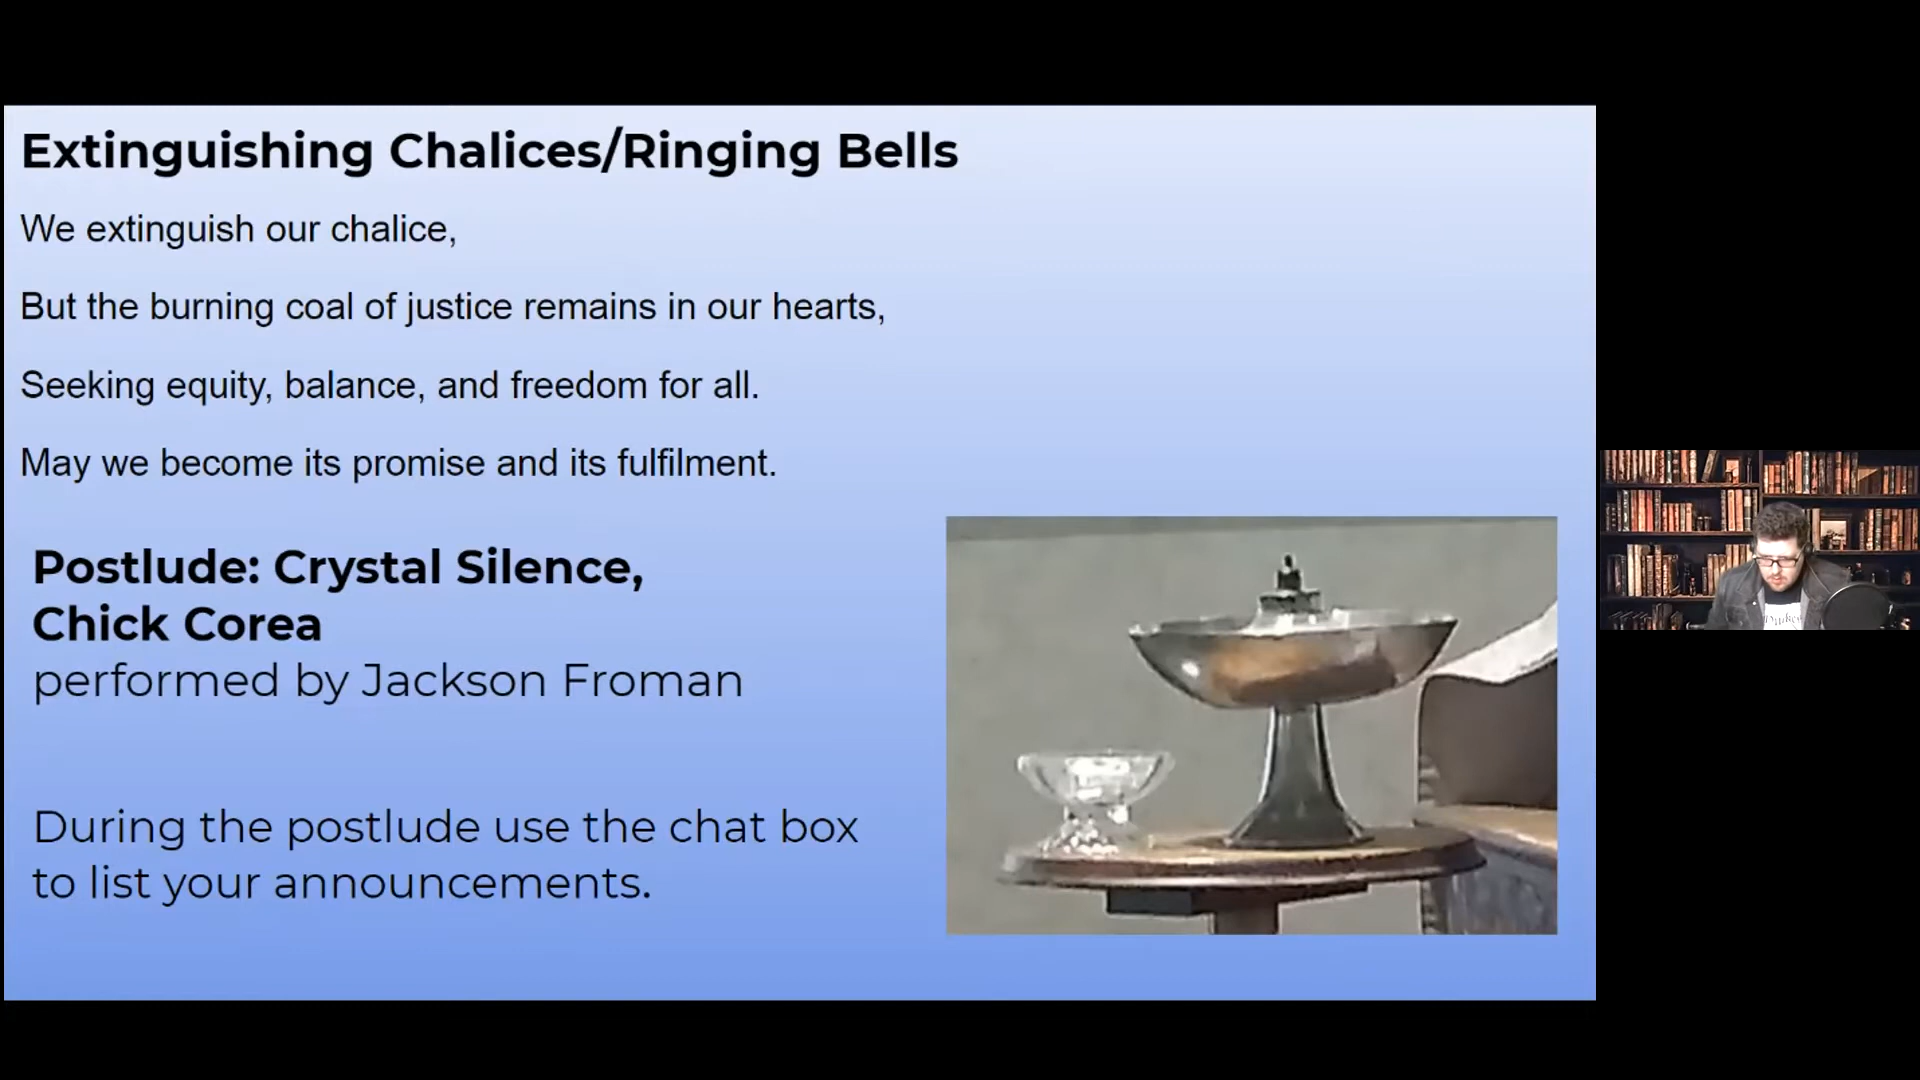 Extinguishing Chalices/Ringing Bells
We extinguish our chalice,
But the burning coal of justice remains in our hearts,
Seeking equity, balance, and freedom for all.
May we become its promise and its fulfilment.
Postlude: Crystal Silence,
Chick Corea
performed by Jackson Froman
During the postlude use the chat box
to list your announcements.